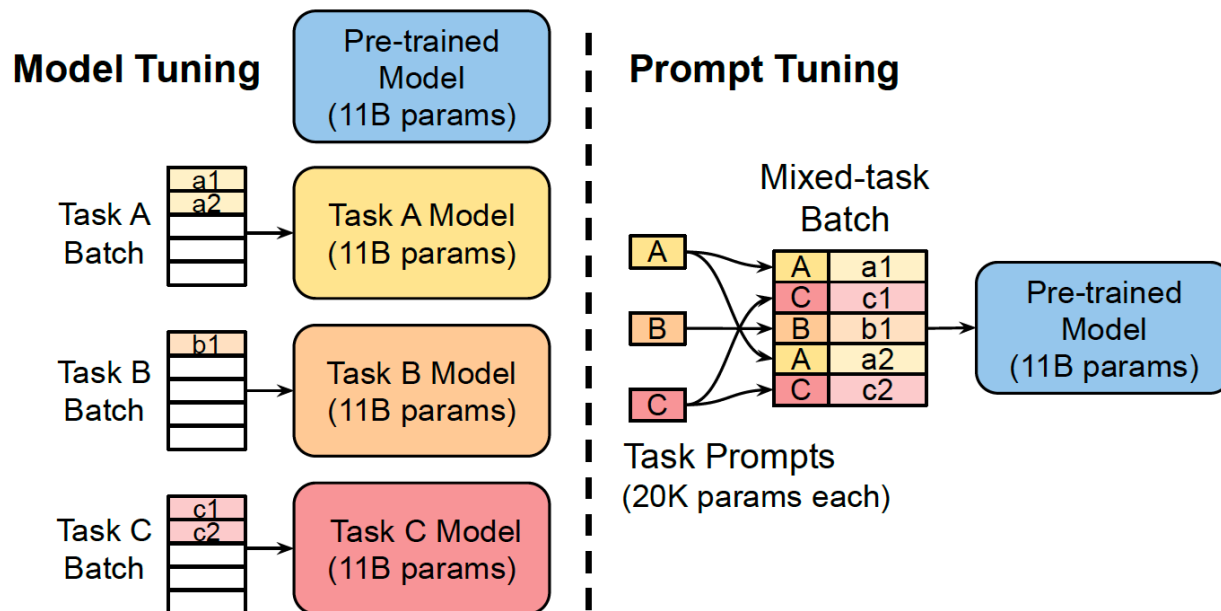 Model Tuning
Pre-trained
Model
(11B params)
Task A
Batch
a1
a2
Task A Model
(11B params)
Task B
Batch
b1
Task B Model
(11B params)
Task C
Batch
c1
c2
Task C Model
(11B params)
Prompt Tuning
Mixed-task
Batch
A
B
C
A a1
C c1
B b1
A a2
C c2
Task Prompts
(20K params each)
Pre-trained
Model
(11B params)